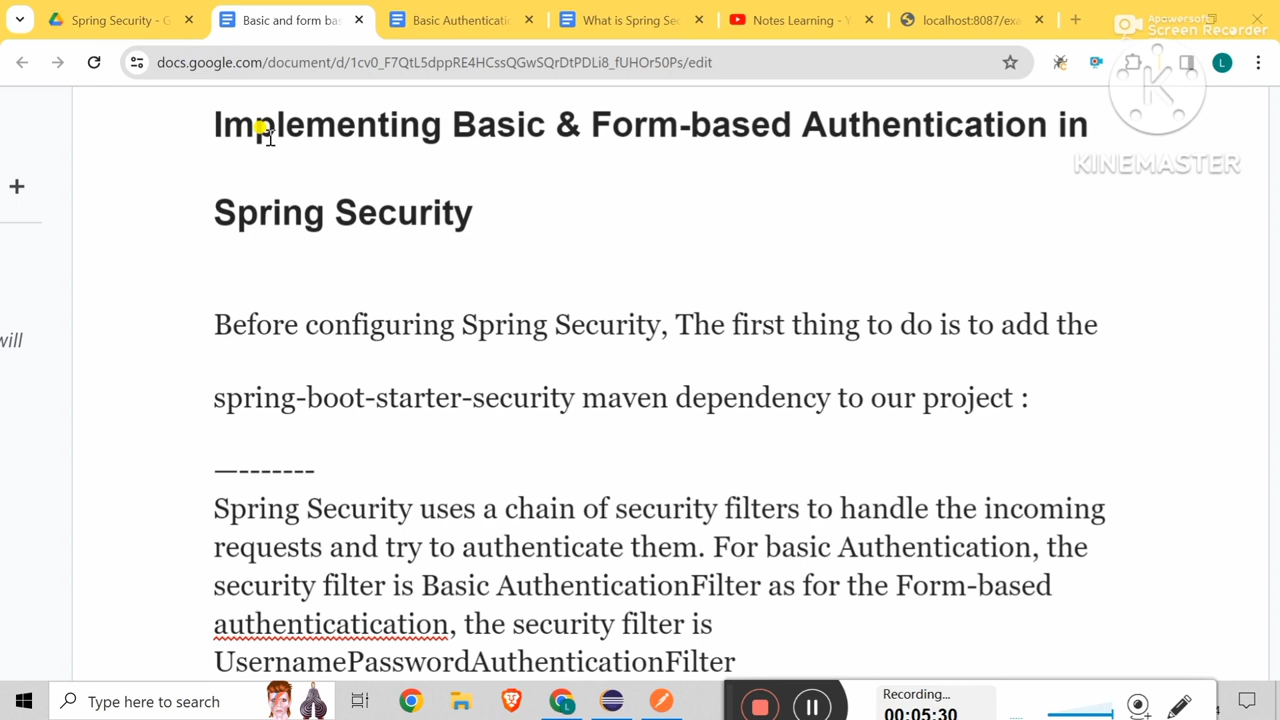 Spring Security - G
Basic and form bas
Basic Authenticatio
What is Spring Sec
Notes Learning - Y
localhost:8087/exa
Apowersoft
Screen Recorder
docs.google.com/document/d/1cv0_F7QtL5dppRE4HCssQGwSQrDtPDLi8_fUHOr50Ps/edit
L
KINEMASTER
Implementing Basic & Form-based Authentication in
Spring Security
will
Before configuring Spring Security, The first thing to do is to add the
spring-boot-starter-security maven dependency to our project :
—-------
Spring Security uses a chain of security filters to handle the incoming
requests and try to authenticate them. For basic Authentication, the
security filter is Basic AuthenticationFilter as for the Form-based
authenticatication, the security filter is
UsernamePasswordAuthenticationFilter
Type here to search
Recording...
00:05:30